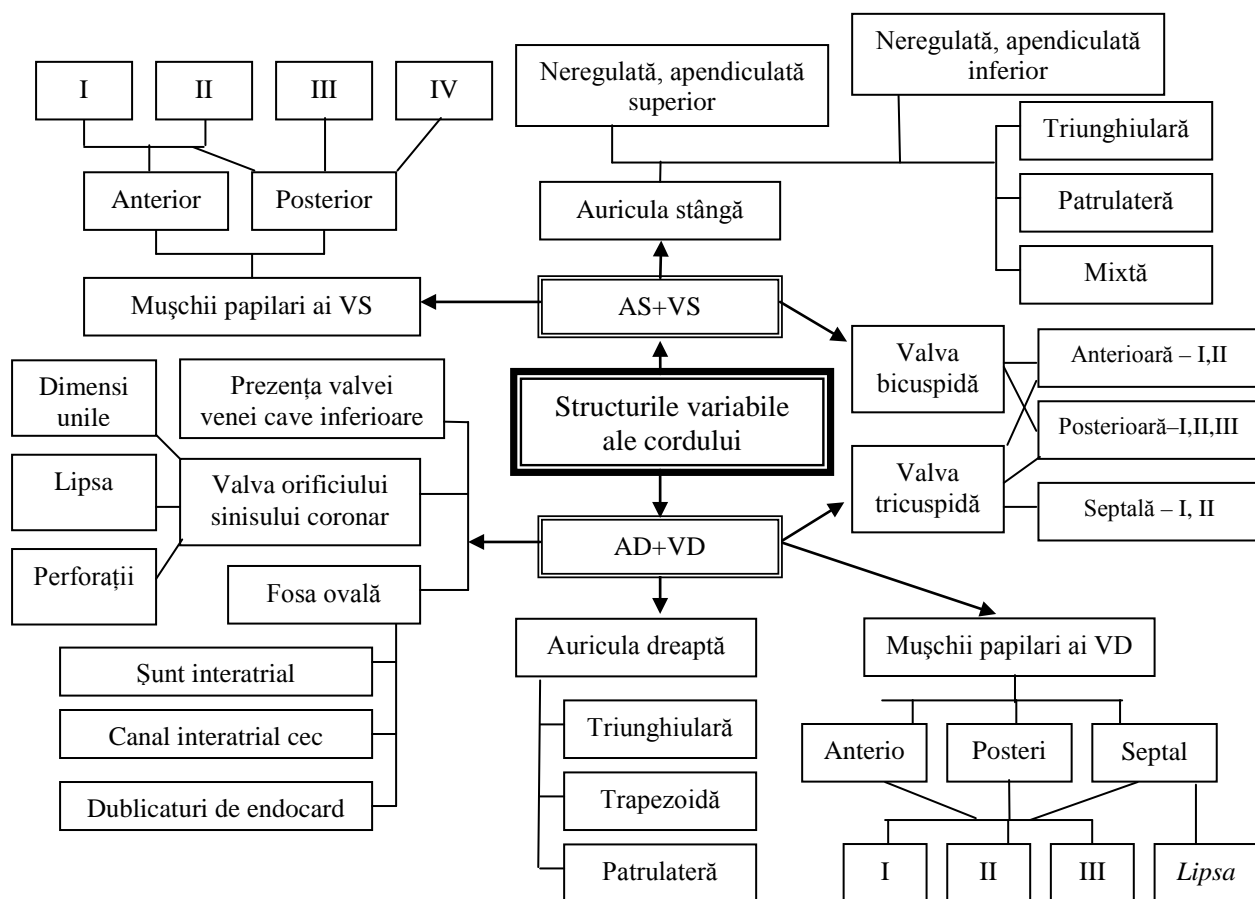 Neregulată, apendiculată
inferior
Neregulată, apendiculată
superior
I
II
III
IV
Triunghiulară
Anterior
Posterior
Auricula stângă
Patrulateră
Mixtă
Muşchii papilari ai VS
AS+VS
Valva
bicuspidă
Anterioară – I,II
Dimensi
unile
Prezența valvei
venei cave inferioare
Structurile variabile
ale cordului
Posterioară–I,II,III
Lipsa
Valva orificiului
sinisului coronar
Valva
tricuspidă
Septală – I, II
Perforații
AD+VD
Fosa ovală
Auricula dreaptă
Muşchii papilari ai VD
Șunt interatrial
Canal interatrial cec
Dublicaturi de endocard
Triunghiulară
Trapezoidă
Patrulateră
Anterio
Posteri
Septal
I
II
III
Lipsa